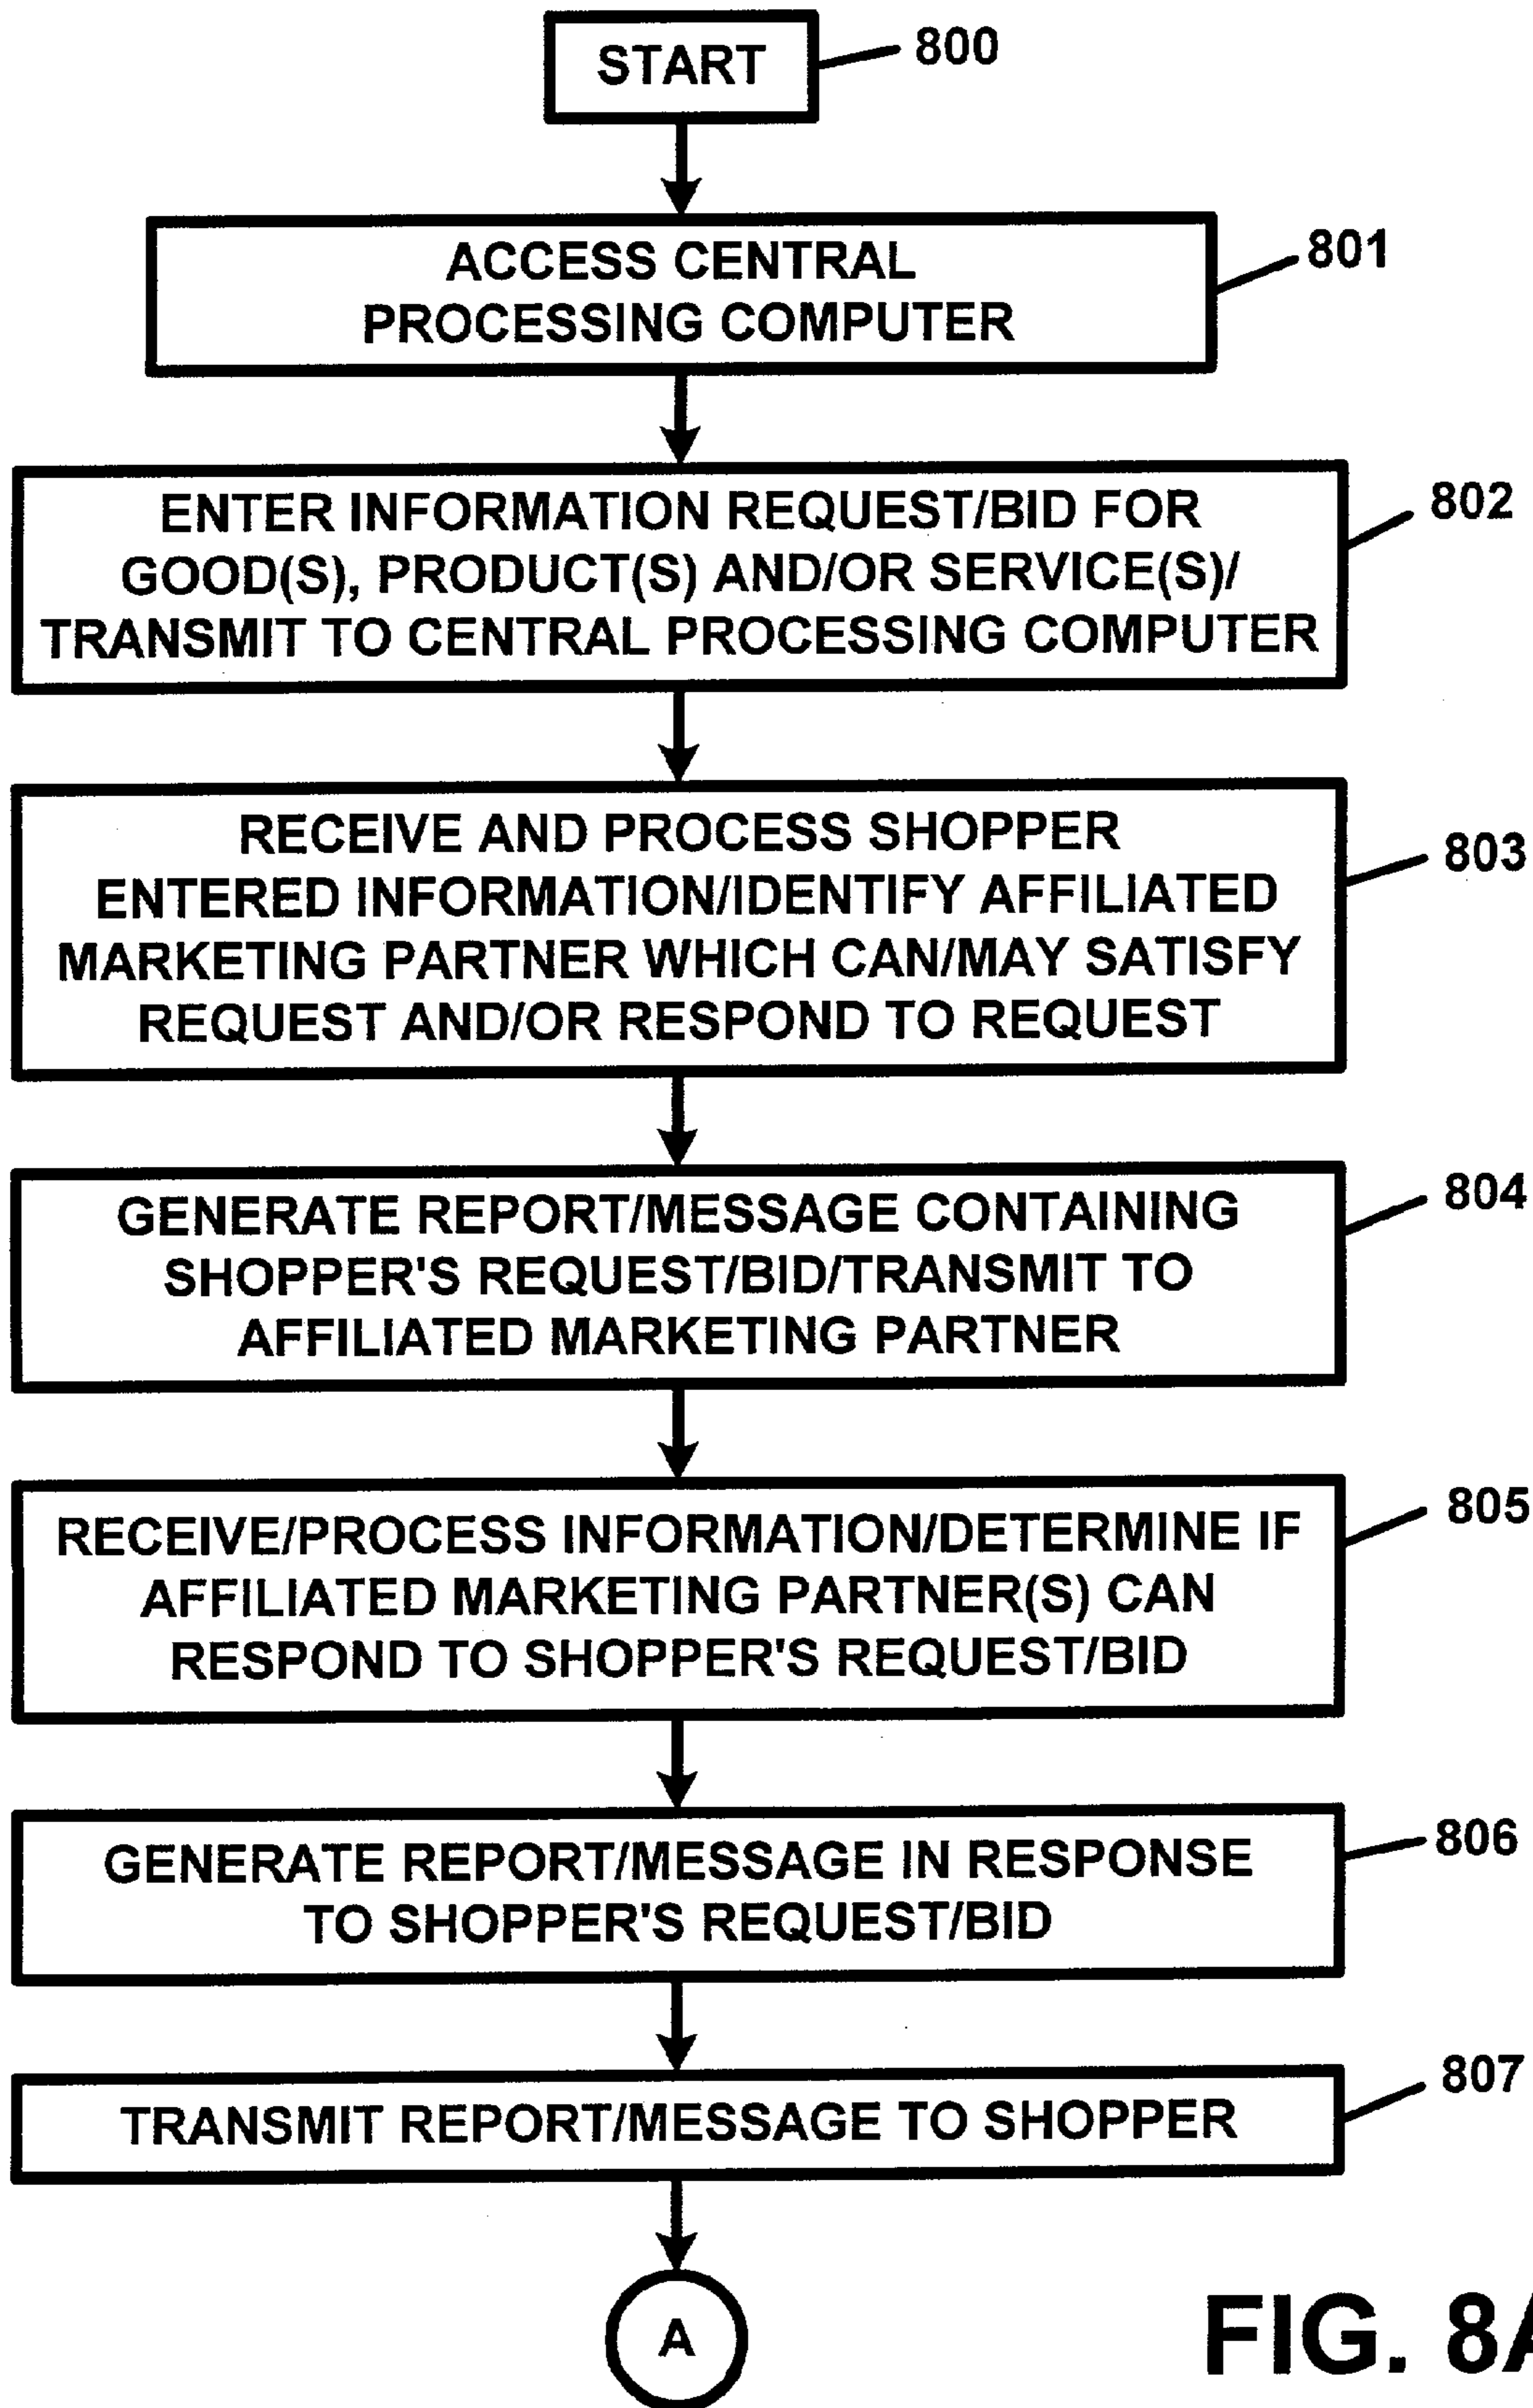 START
800
ACCESS CENTRAL
PROCESSING COMPUTER
801
ENTER INFORMATION REQUEST/BID FOR
GOOD(S), PRODUCT(S) AND/OR SERVICE(S)/
TRANSMIT TO CENTRAL PROCESSING COMPUTER
802
RECEIVE AND PROCESS SHOPPER
ENTERED INFORMATION/IDENTIFY AFFILIATED
MARKETING PARTNER WHICH CAN/MAY SATISFY
REQUEST AND/OR RESPOND TO REQUEST
803
GENERATE REPORT/MESSAGE CONTAINING
SHOPPER'S REQUEST/BID/TRANSMIT TO
AFFILIATED MARKETING PARTNER
804
RECEIVE/PROCESS INFORMATION/DETERMINE IF
AFFILIATED MARKETING PARTNER(S) CAN
RESPOND TO SHOPPER'S REQUEST/BID
805
GENERATE REPORT/MESSAGE IN RESPONSE
TO SHOPPER'S REQUEST/BID
806
TRANSMIT REPORT/MESSAGE TO SHOPPER
807
A
FIG. 8A